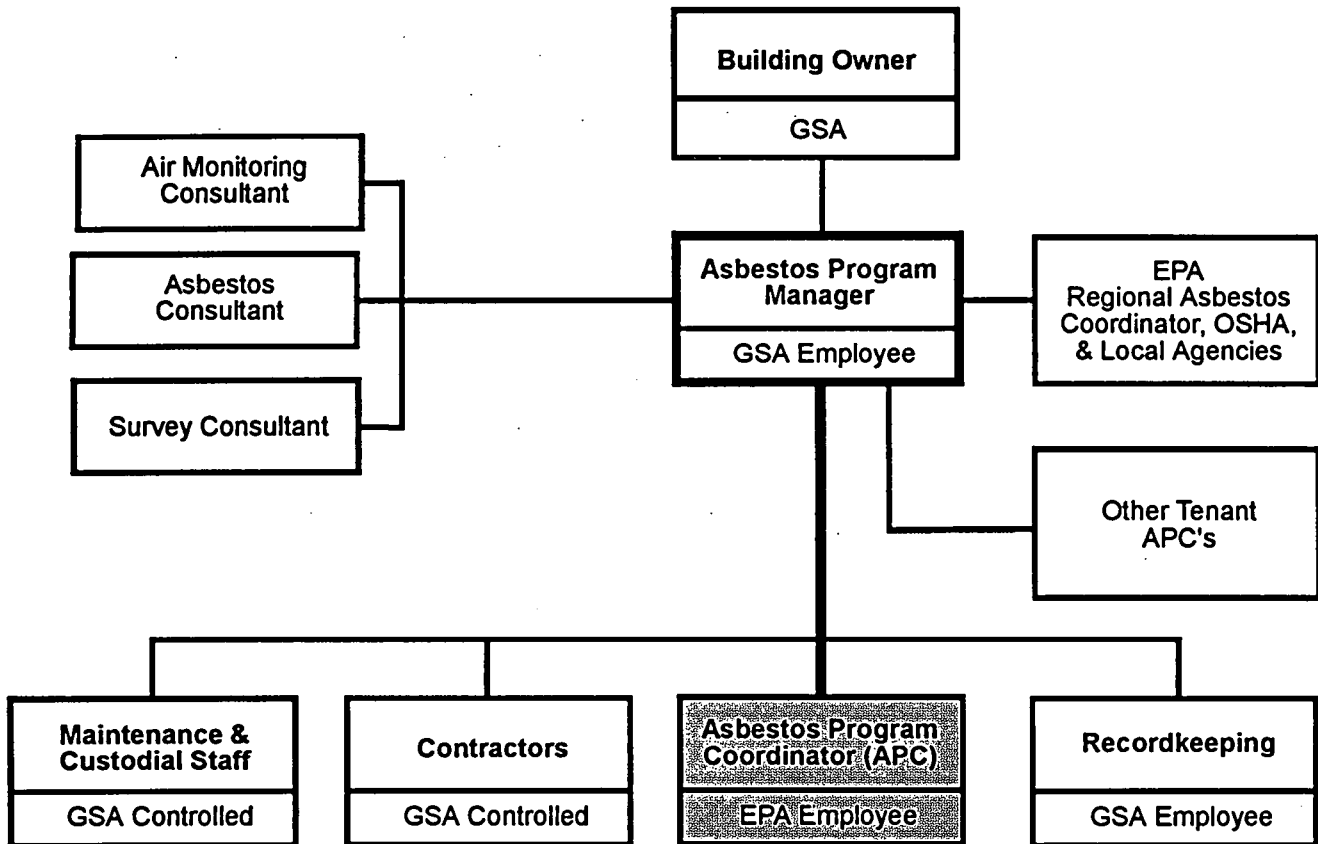 Building Owner
GSA
Air Monitoring
Consultant
Asbestos
Consultant
Survey Consultant
Asbestos Program
Manager
GSA Employee
EPA
Regional Asbestos
Coordinator, OSHA,
& Local Agencies
Other Tenant
APC's
Maintenance &
Custodial Staff
GSA Controlled
Contractors
GSA Controlled
Asbestos Program
Coordinator (APC)
EPA Employee
Recordkeeping
GSA Employee